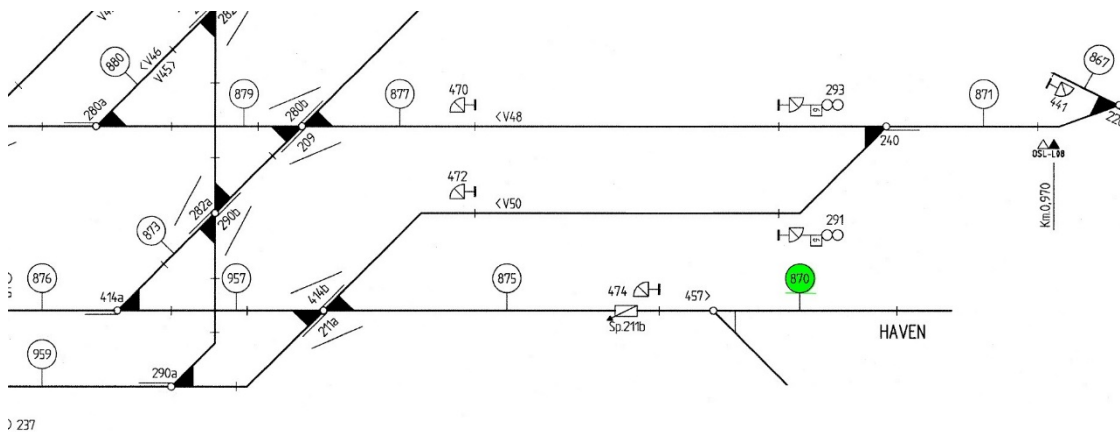 <V46
V45>
880
867
280a
879
280b
877
470
293
871
441
<V48
209
240
OSL-L08
Km.0,970
472
282a
290b
<V50
873
291
876
957
414b
875
474
457>
870
414a
211a
Sp.211b
HAVEN
959
290a
237